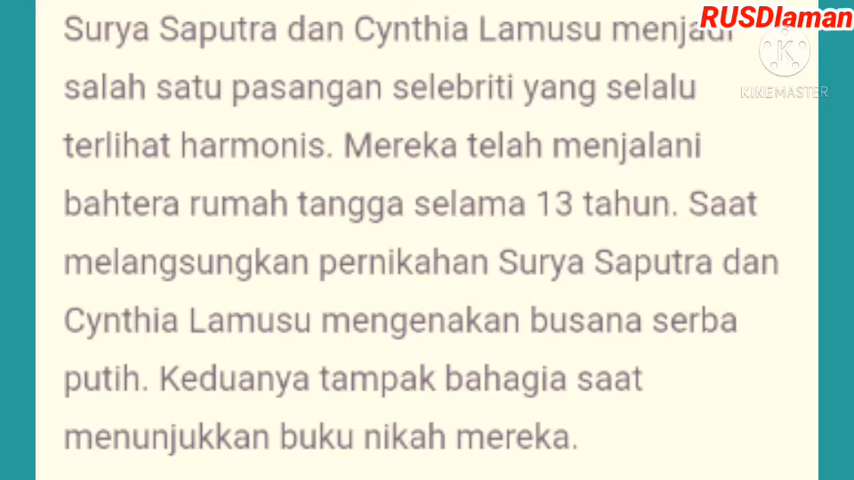 RUSDIaman
Surya Saputra dan Cynthia Lamusu menjadi
salah satu pasangan selebriti yang selalu
KINEMASTER
terlihat harmonis. Mereka telah menjalani
bahtera rumah tangga selama 13 tahun. Saat
melangsungkan pernikahan Surya Saputra dan
Cynthia Lamusu mengenakan busana serba
putih. Keduanya tampak bahagia saat
menunjukkan buku nikah mereka.